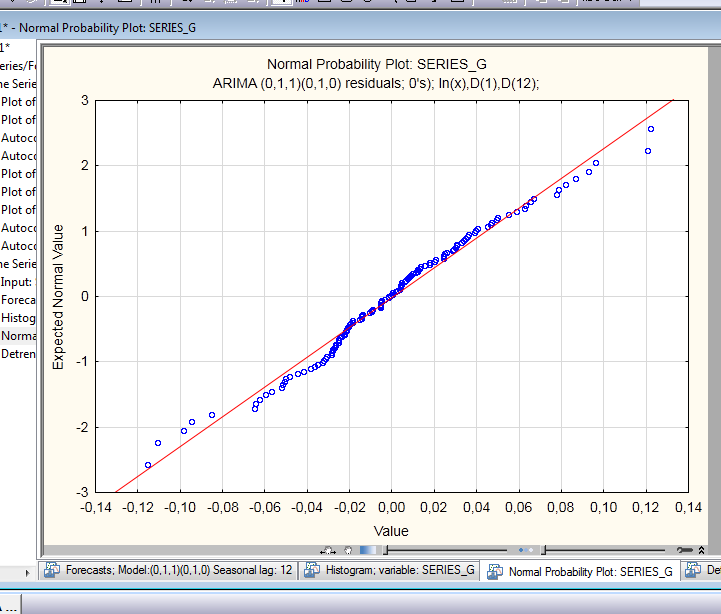 1* - Normal Probability Plot: SERIES_G
1*
eries/Fo
ne Serie
Plot of
Plot of
Autoco
Autoco
Plot of
Plot of
Plot of
Autoco
Autoco
ne Serie
Input:
Foreca
Histog
Norma
Detren
Normal Probability Plot: SERIES_G
ARIMA (0,1,1)(0,1,0) residuals; 0's); ln(x),D(1),D(12);
3
2
1
0
-1
-2
-3
Expected Normal Value
-0,14 -0,12 -0,10 -0,08 -0,06 -0,04 -0,02 0,00 0,02 0,04 0,06 0,08 0,10 0,12 0,14
Value
Forecasts; Model:(0,1,1)(0,1,0) Seasonal lag: 12
Histogram; variable: SERIES_G
Normal Probability Plot: SERIES_G
De